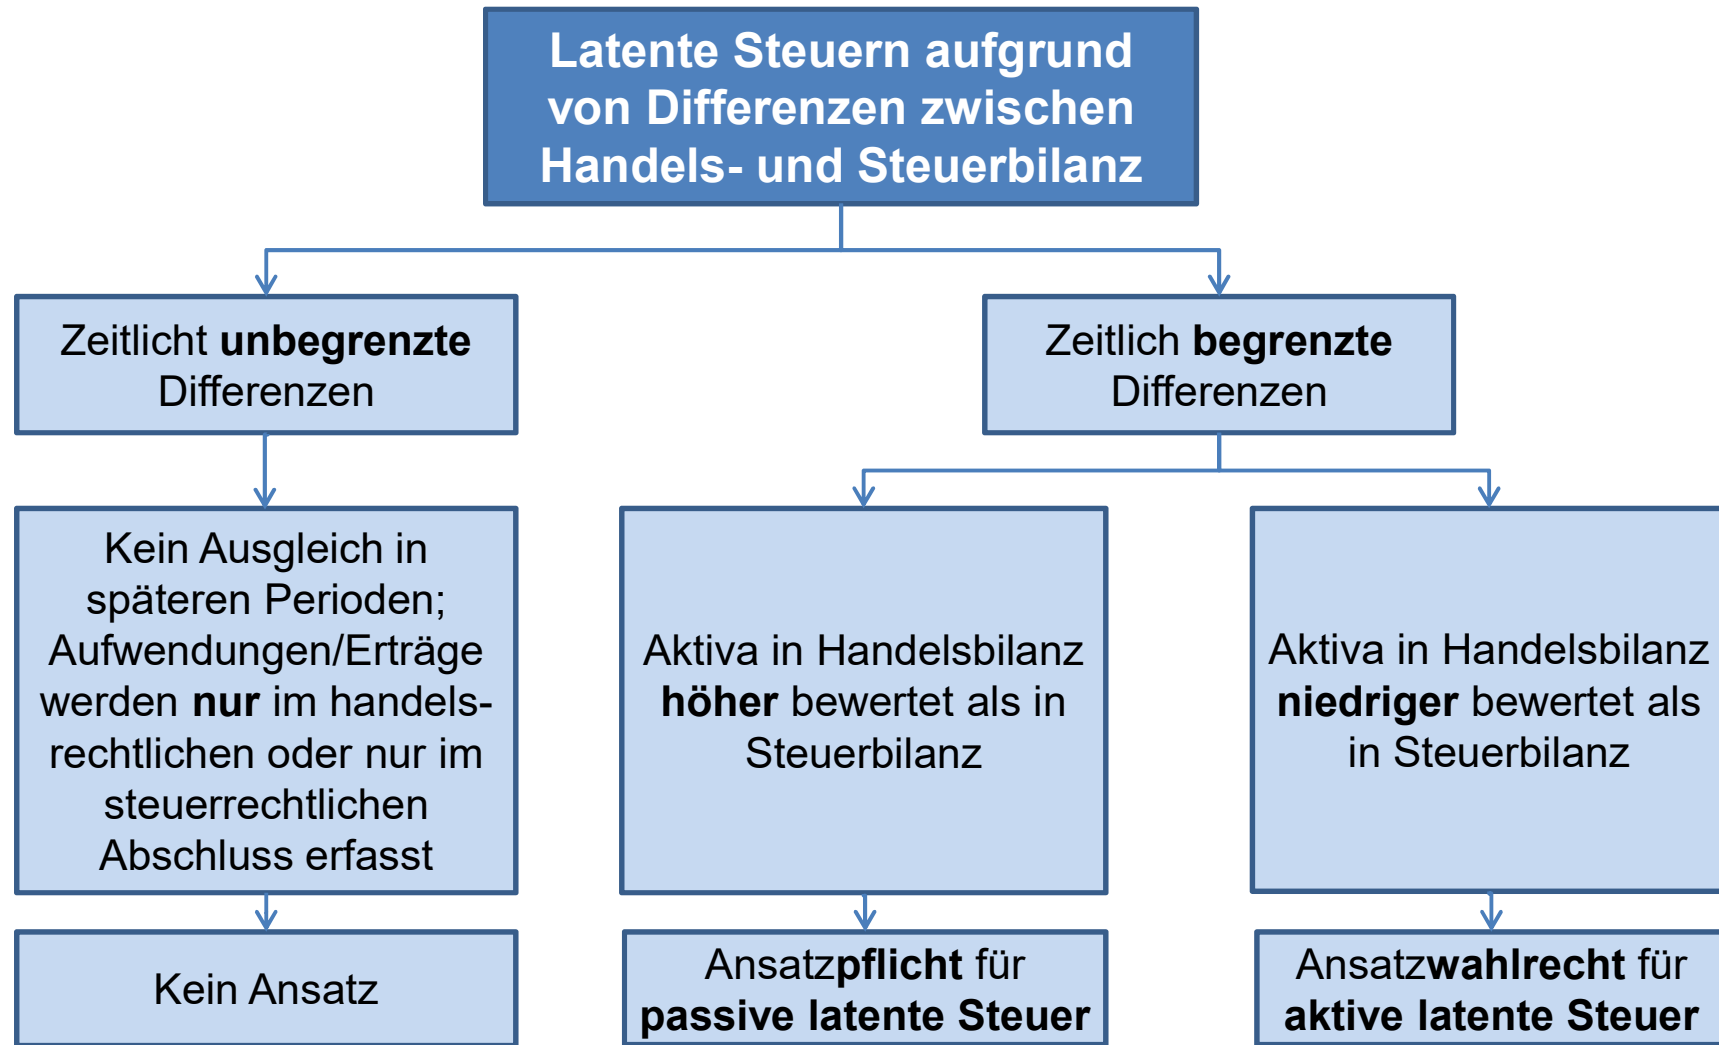 Latente Steuern aufgrund
von Differenzen zwischen
Handels- und Steuerbilanz
Zeitlicht unbegrenzte
Differenzen
Zeitlich begrenzte
Differenzen
Kein Ausgleich in
späteren Perioden;
Aufwendungen/Erträge
werden nur im handels-
rechtlichen oder nur im
steuerrechtlichen
Abschluss erfasst
Aktiva in Handelsbilanz
höher bewertet als in
Steuerbilanz
Aktiva in Handelsbilanz
niedriger bewertet als
in Steuerbilanz
Kein Ansatz
Ansatzpflicht für
passive latente Steuer
Ansatzwahlrecht für
aktive latente Steuer